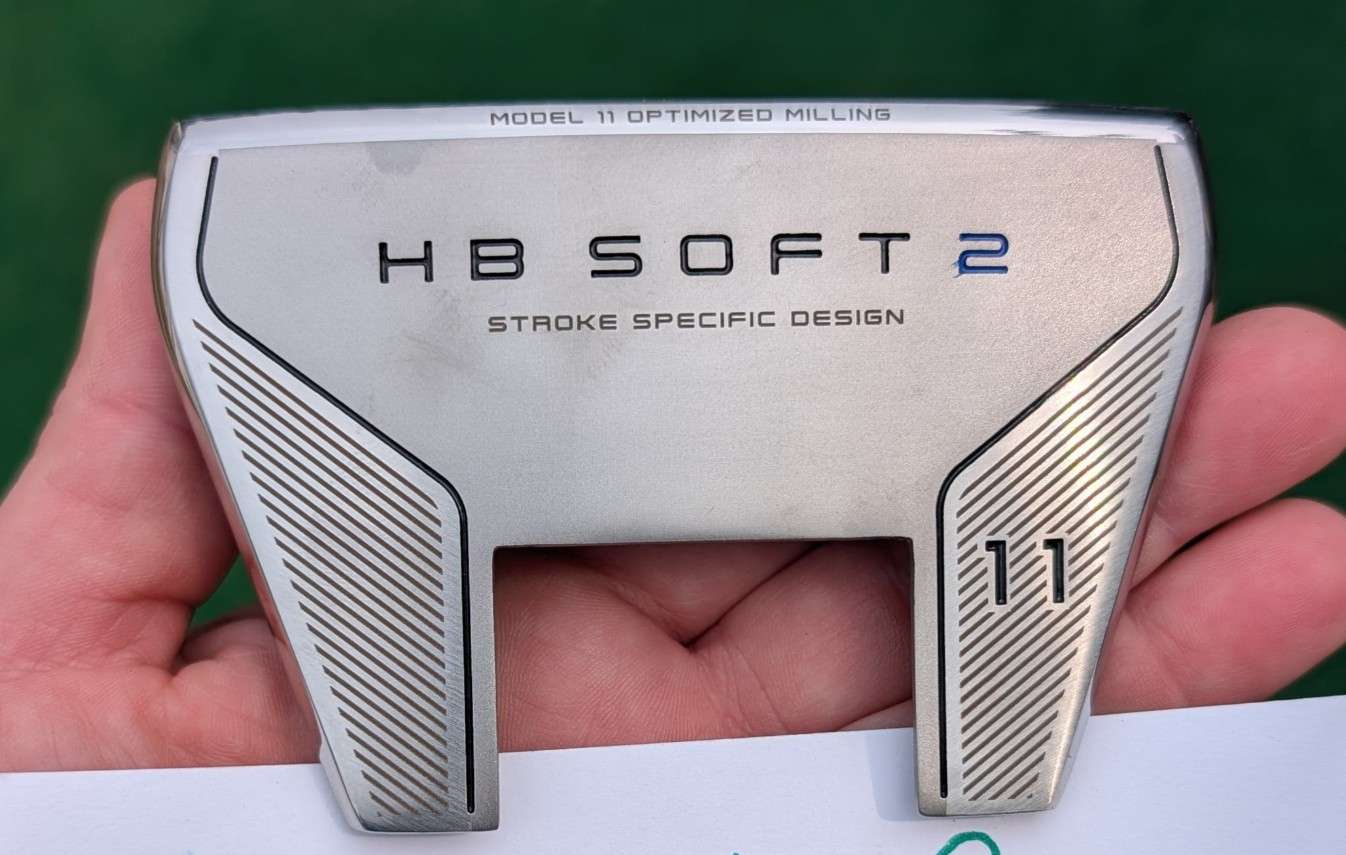 MODEL 11 OPTIMIZED MILLING
HB SOFT 2
STROKE SPECIFIC DESIGN
11